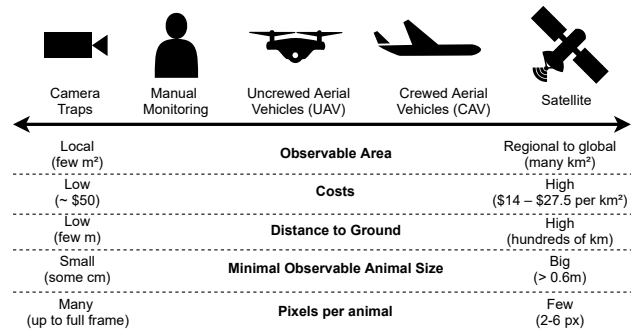 Camera Traps
Manual Monitoring
Uncrewed Aerial Vehicles (UAV)
Crewed Aerial Vehicles (CAV)
Satellite
Local (few m²)
Observable Area
Regional to global (many km²)
Low (~ $50)
Costs
High ($14 – $27.5 per km²)
Low (few m)
Distance to Ground
High (hundreds of km)
Small (some cm)
Minimal Observable Animal Size
Big (> 0.6m)
Many (up to full frame)
Pixels per animal
Few (2-6 px)